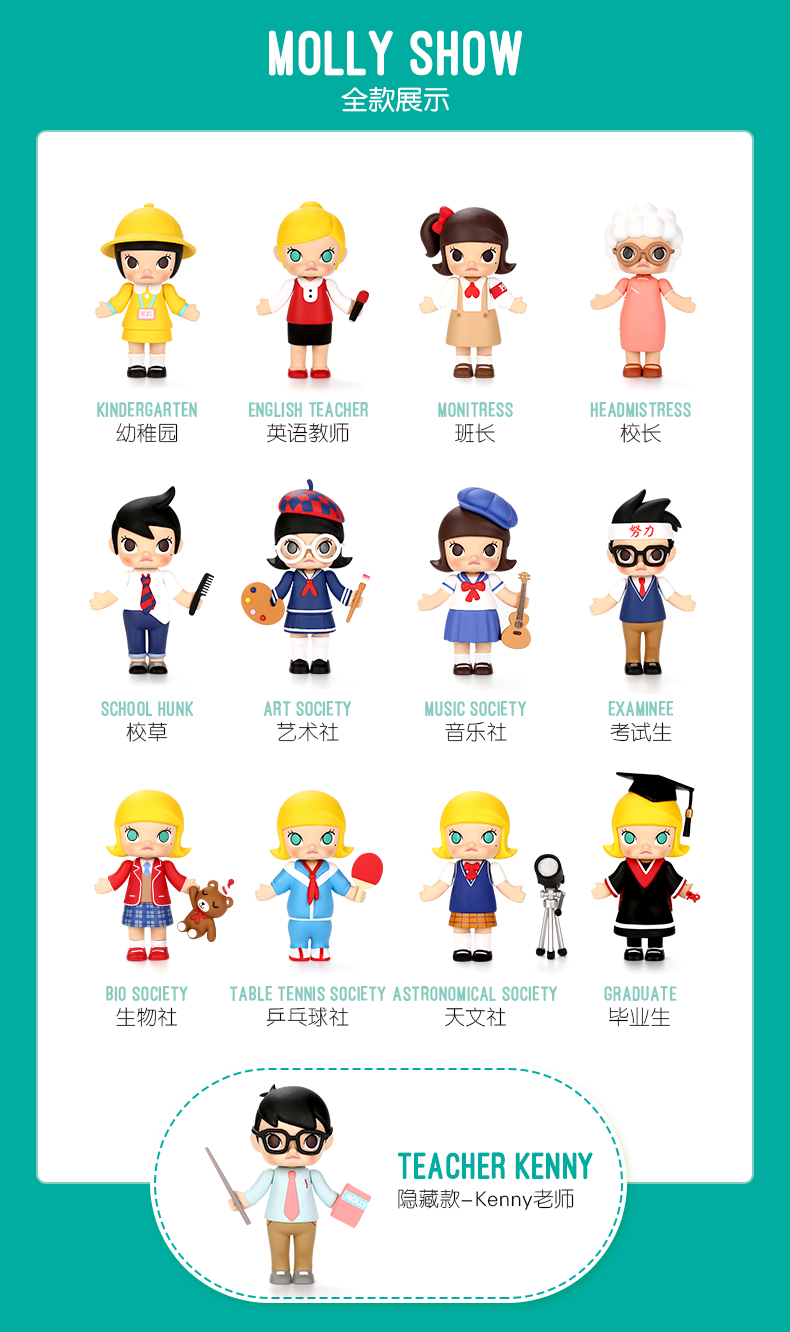 MOLLY SHOW
全款展示
KINDERGARTEN
幼稚园
ENGLISH TEACHER
英语教师
MONITRESS
班长
HEADMISTRESS
校长
努力
SCHOOL HUNK
校草
ART SOCIETY
艺术社
MUSIC SOCIETY
音乐社
EXAMINEE
考试生
BIO SOCIETY
生物社
TABLE TENNIS SOCIETY
乒乓球社
ASTRONOMICAL SOCIETY
天文社
GRADUATE
毕业生
MOLLY
TEACHER KENNY
隐藏款-Kenny老师